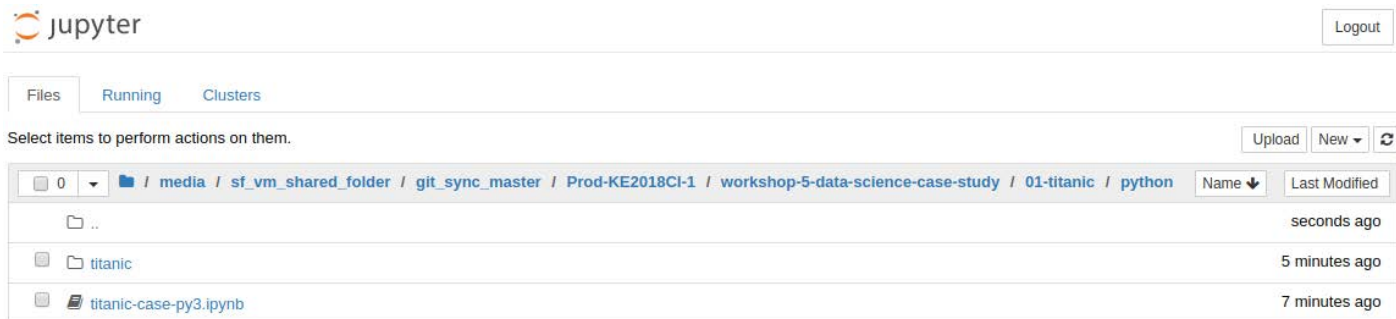 jupyter
Logout
Files Running Clusters
Select items to perform actions on them.
Upload New
0 / media / sf_vm_shared_folder / git_sync_master / Prod-KE2018CI-1 / workshop-5-data-science-case-study / 01-titanic / python Name Last Modified
.. seconds ago
titanic 5 minutes ago
titanic-case-py3.ipynb 7 minutes ago